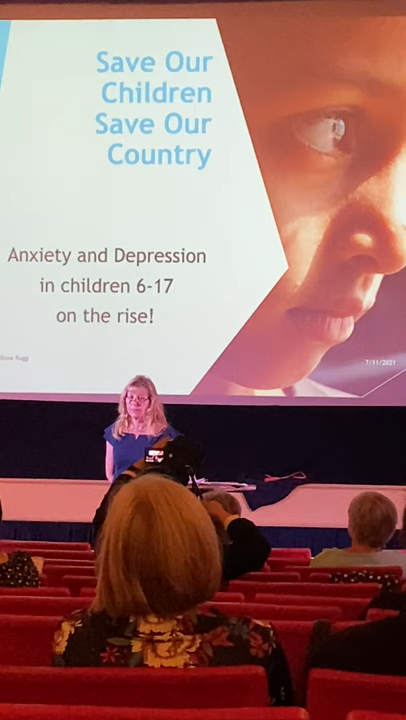 Save Our
Children
Save Our
Country
Anxiety and Depression
in children 6-17
on the rise!
Rugg
7/11/2021